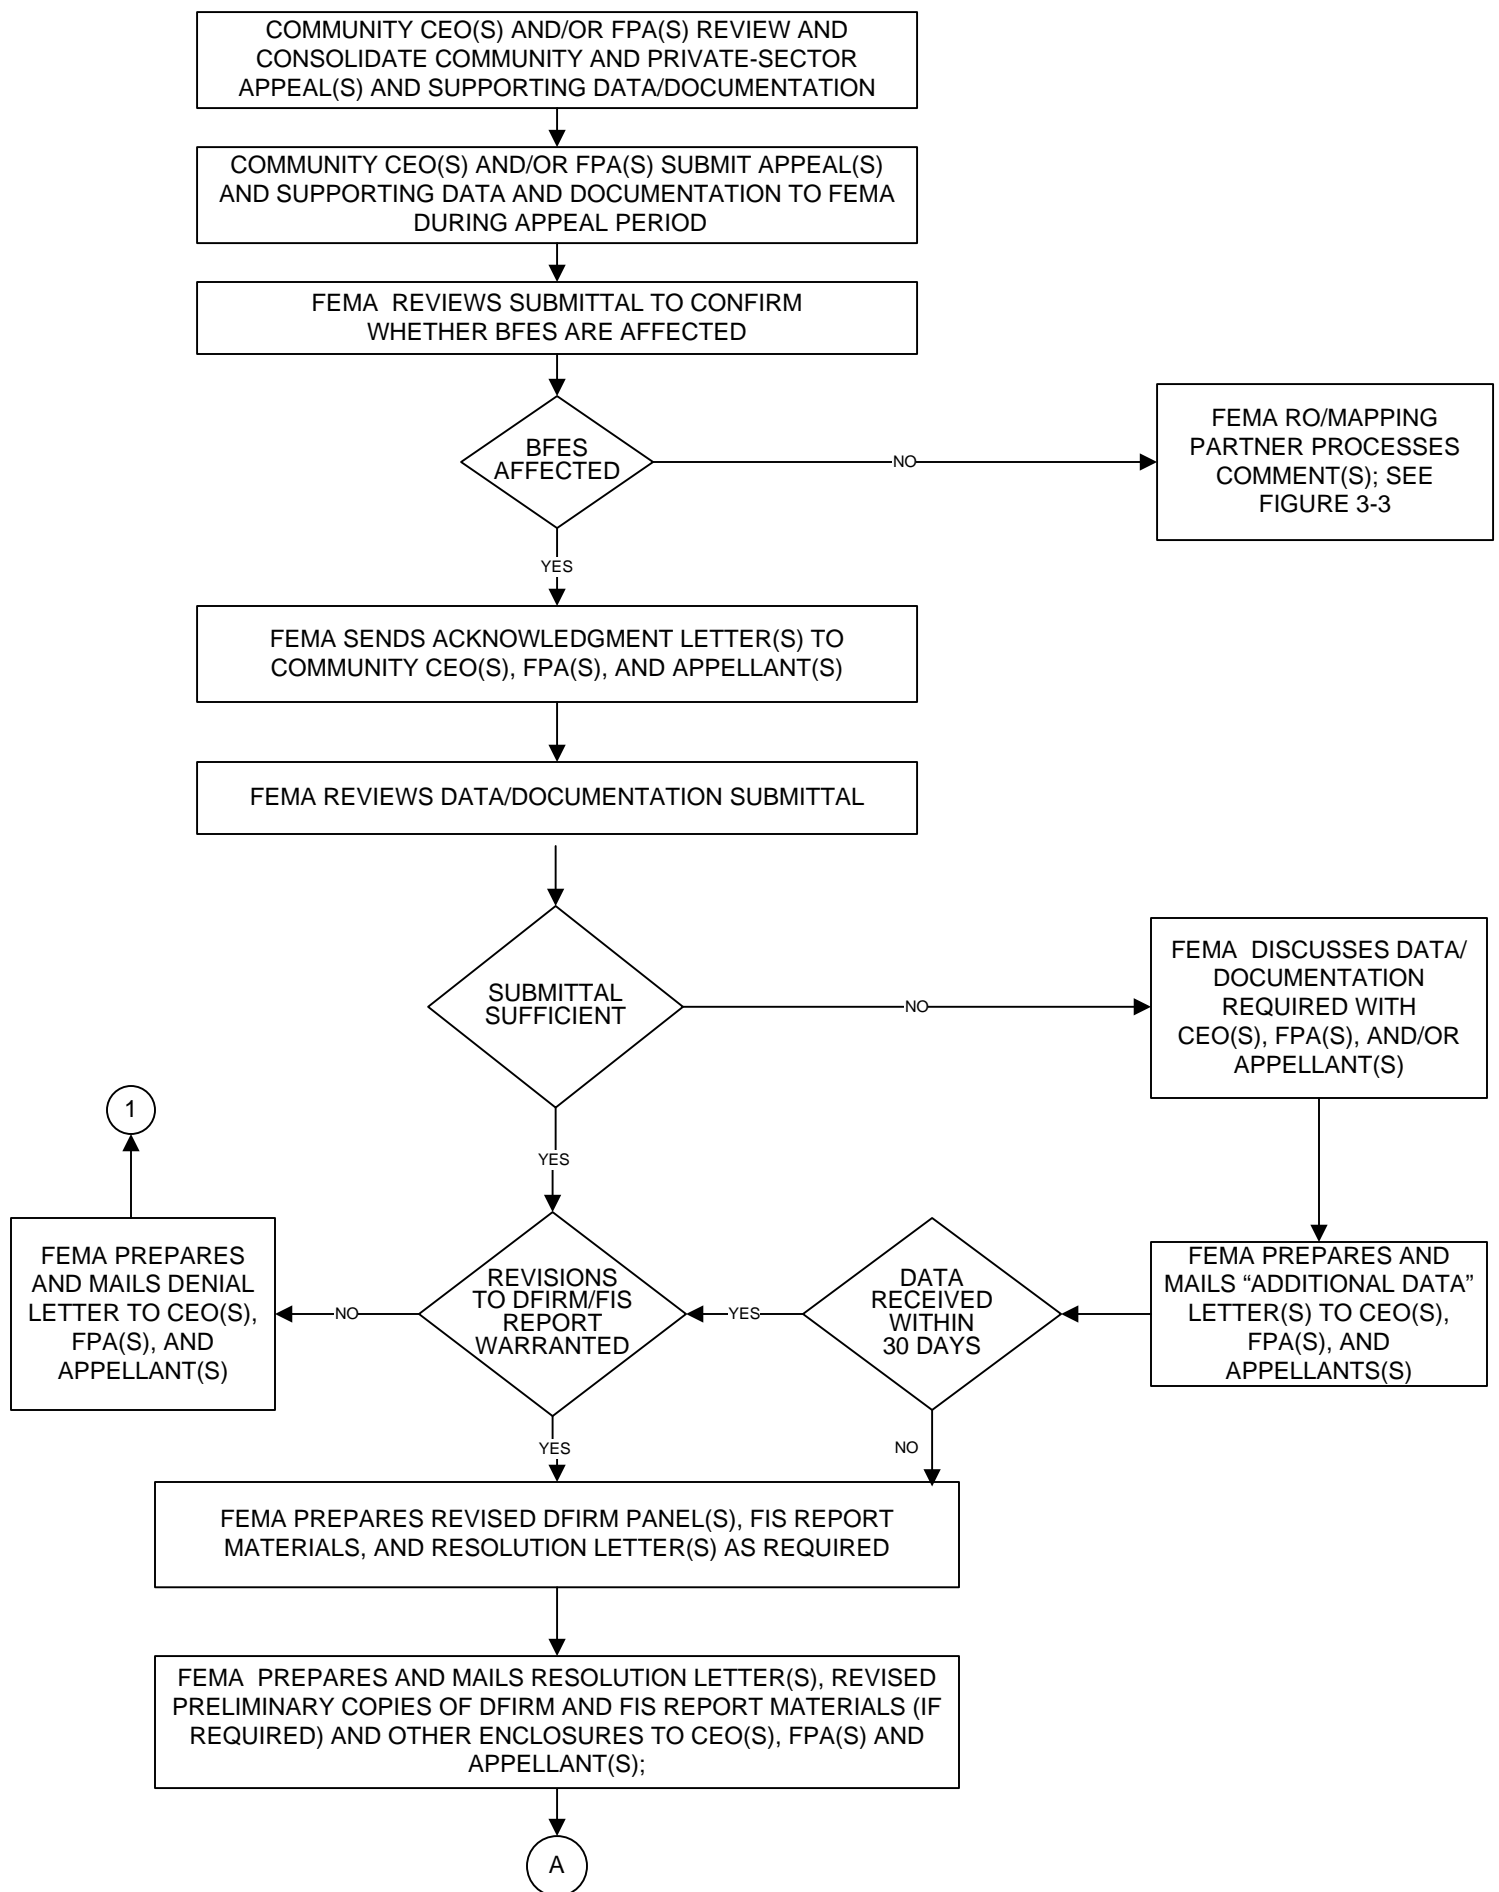 COMMUNITY CEO(S) AND/OR FPA(S) REVIEW AND
CONSOLIDATE COMMUNITY AND PRIVATE-SECTOR
APPEAL(S) AND SUPPORTING DATA/DOCUMENTATION
COMMUNITY CEO(S) AND/OR FPA(S) SUBMIT APPEAL(S)
AND SUPPORTING DATA AND DOCUMENTATION TO FEMA
DURING APPEAL PERIOD
FEMA REVIEWS SUBMITTAL TO CONFIRM
WHETHER BFES ARE AFFECTED
BFES
AFFECTED
NO
FEMA RO/MAPPING
PARTNER PROCESSES
COMMENT(S); SEE
FIGURE 3-3
YES
FEMA SENDS ACKNOWLEDGMENT LETTER(S) TO
COMMUNITY CEO(S), FPA(S), AND APPELLANT(S)
FEMA REVIEWS DATA/DOCUMENTATION SUBMITTAL
SUBMITTAL
SUFFICIENT
NO
FEMA DISCUSSES DATA/
DOCUMENTATION
REQUIRED WITH
CEO(S), FPA(S), AND/OR
APPELLANT(S)
1
YES
FEMA PREPARES
AND MAILS DENIAL
LETTER TO CEO(S),
FPA(S), AND
APPELLANT(S)
NO
REVISIONS
TO DFIRM/FIS
REPORT
WARRANTED
YES
DATA
RECEIVED
WITHIN
30 DAYS
FEMA PREPARES AND
MAILS “ADDITIONAL DATA”
LETTER(S) TO CEO(S),
FPA(S), AND
APPELLANTS(S)
YES
NO
FEMA PREPARES REVISED DFIRM PANEL(S), FIS REPORT
MATERIALS, AND RESOLUTION LETTER(S) AS REQUIRED
FEMA PREPARES AND MAILS RESOLUTION LETTER(S), REVISED
PRELIMINARY COPIES OF DFIRM AND FIS REPORT MATERIALS (IF
REQUIRED) AND OTHER ENCLOSURES TO CEO(S), FPA(S) AND
APPELLANT(S);
A